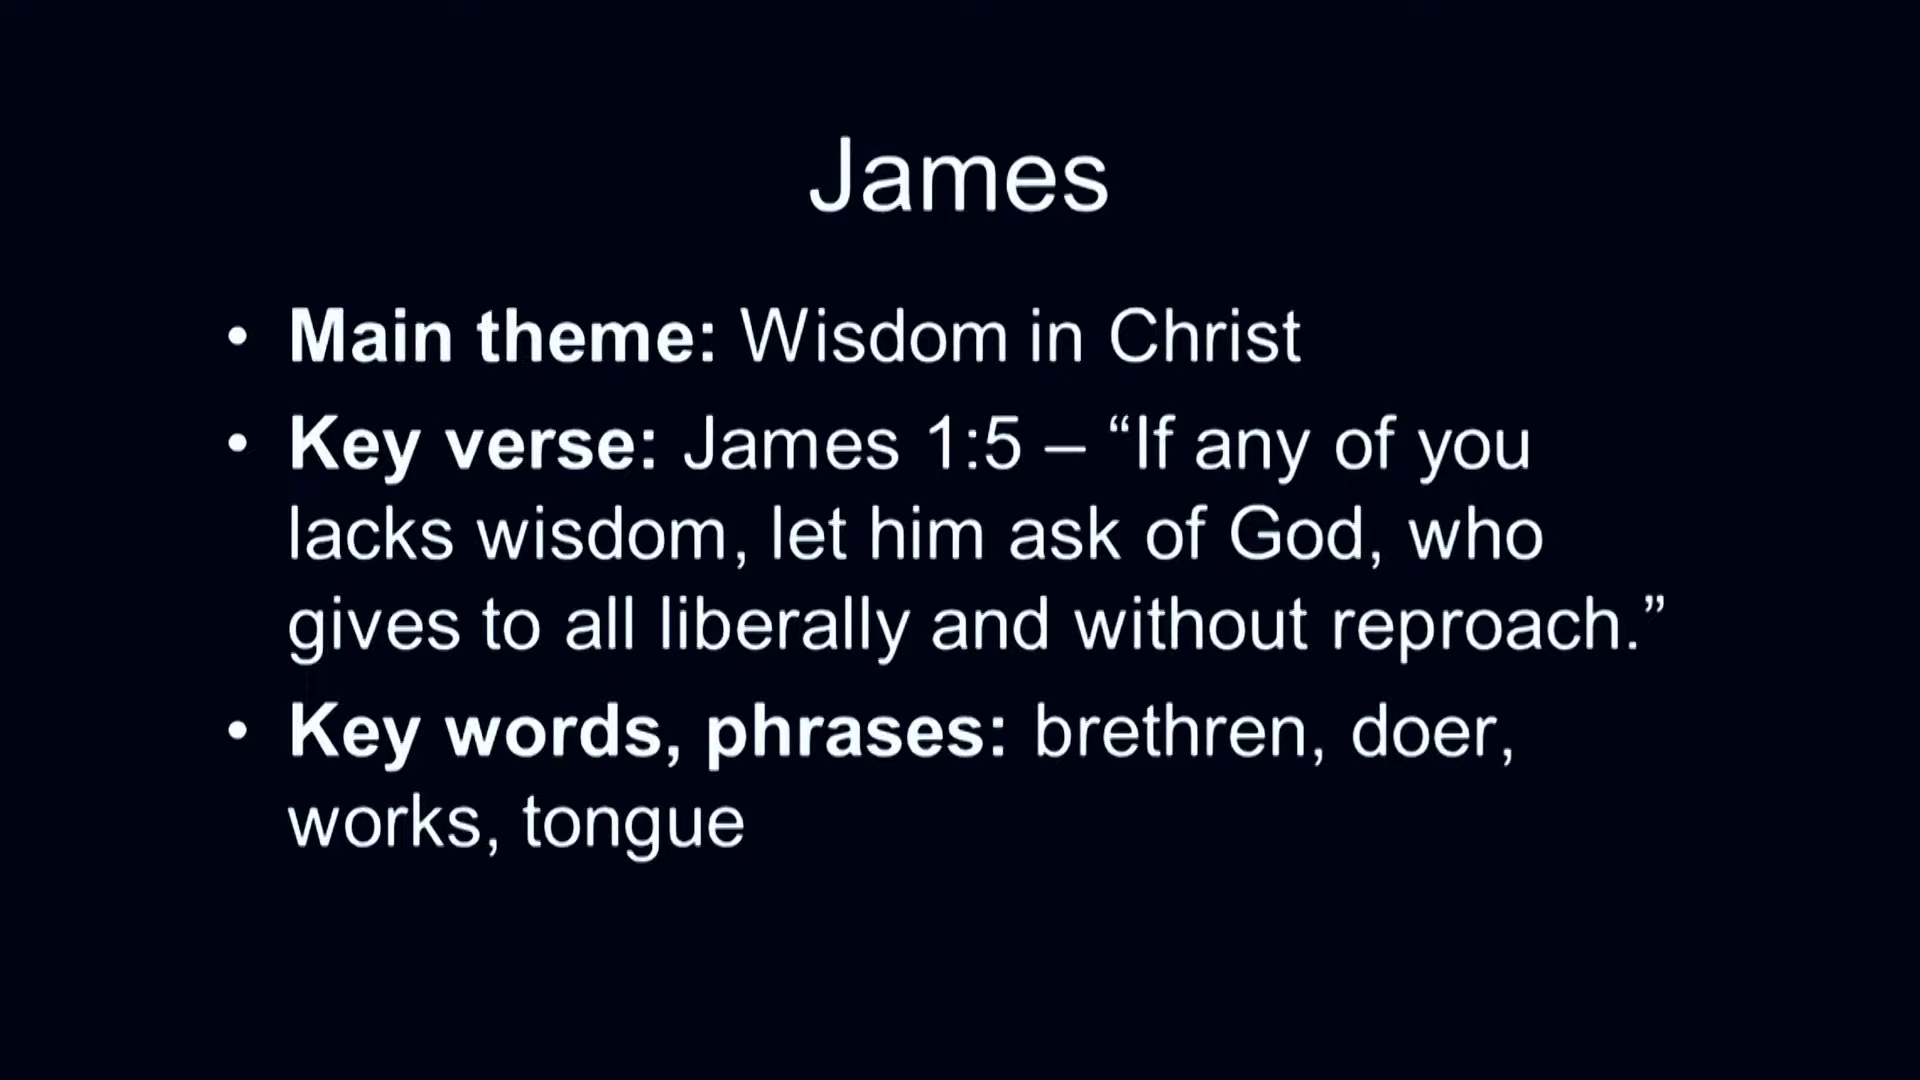 James
• Main theme: Wisdom in Christ
• Key verse: James 1:5 – “If any of you
lacks wisdom, let him ask of God, who
gives to all liberally and without reproach.”
• Key words, phrases: brethren, doer,
works, tongue